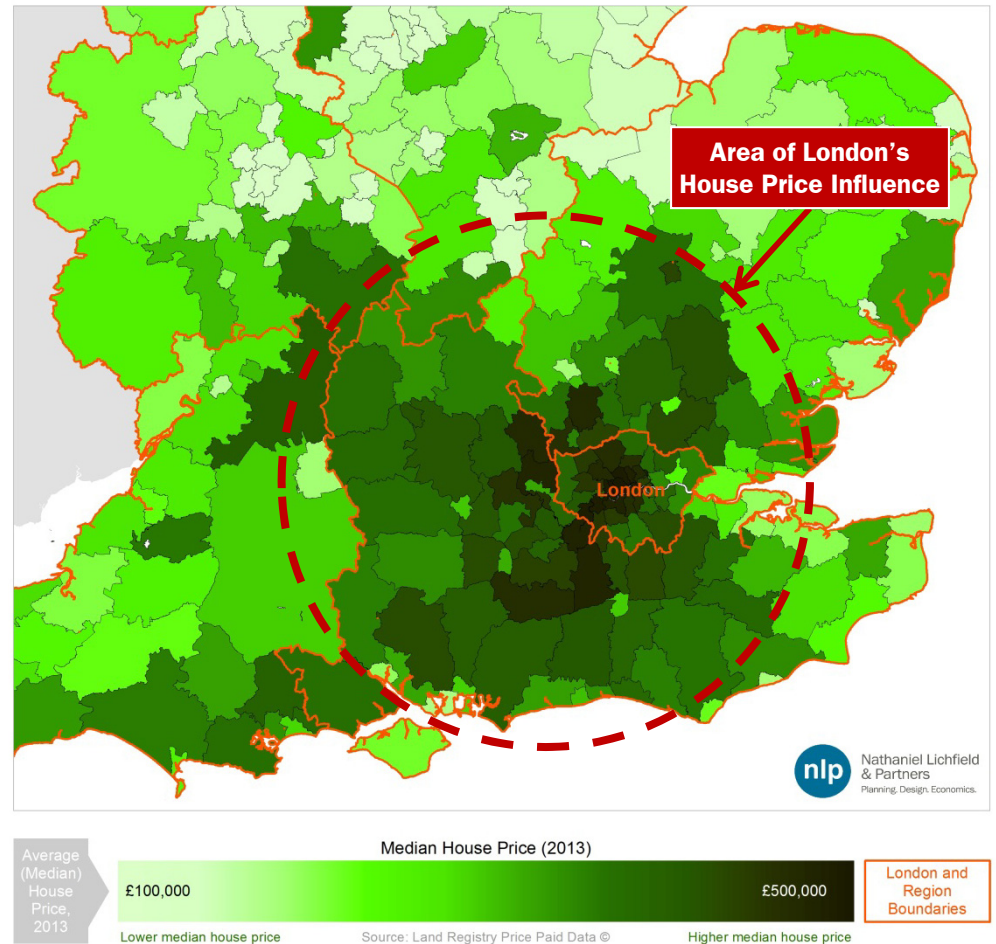 Area of London's
House Price Influence
London
nlp
Nathaniel Lichfield
& Partners
Planning. Design. Economics.
Average
(Median)
House
Price,
2013
Median House Price (2013)
£100,000
£500,000
Lower median house price
Source: Land Registry Price Paid Data ©
Higher median house price
London and
Region
Boundaries